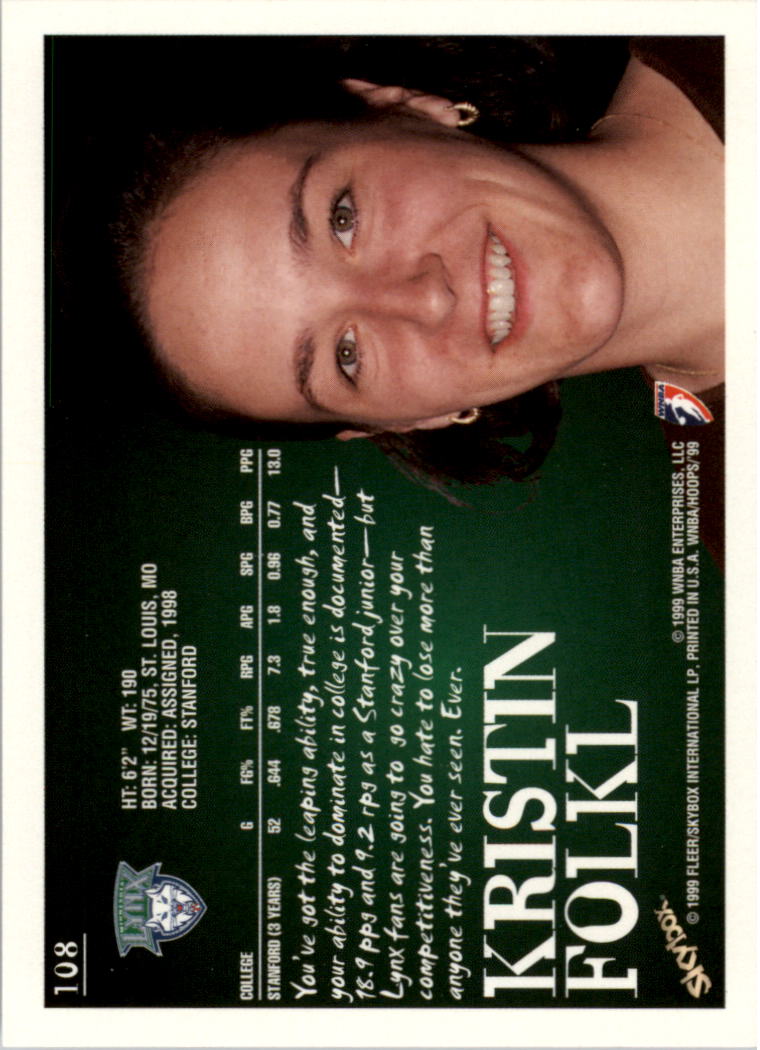 108
MINNESOTA
LYNX
HT: 6'2" WT: 190
BORN: 12/19/75, ST. LOUIS, MO
ACQUIRED: ASSIGNED, 1998
COLLEGE: STANFORD
COLLEGE G FG% FT% RPG APG SPG BPG PPG
STANFORD (3 YEARS) 52 .644 .678 7.3 1.8 0.96 0.77 13.0
You've got the leaping ability, true enough, and
your ability to dominate in college is documented—
18.9 ppg and 9.2 rpg as a Stanford junior—but
Lynx fans are going to go crazy over your
competitiveness. You hate to lose more than
anyone they've ever seen. Ever.
KRISTIN
FOLKL
WNBA
SkyBox
© 1999 WNBA ENTERPRISES, LLC
© 1999 FLEER/SKYBOX INTERNATIONAL LP, PRINTED IN U.S.A. WNBA/HOOPS/'99